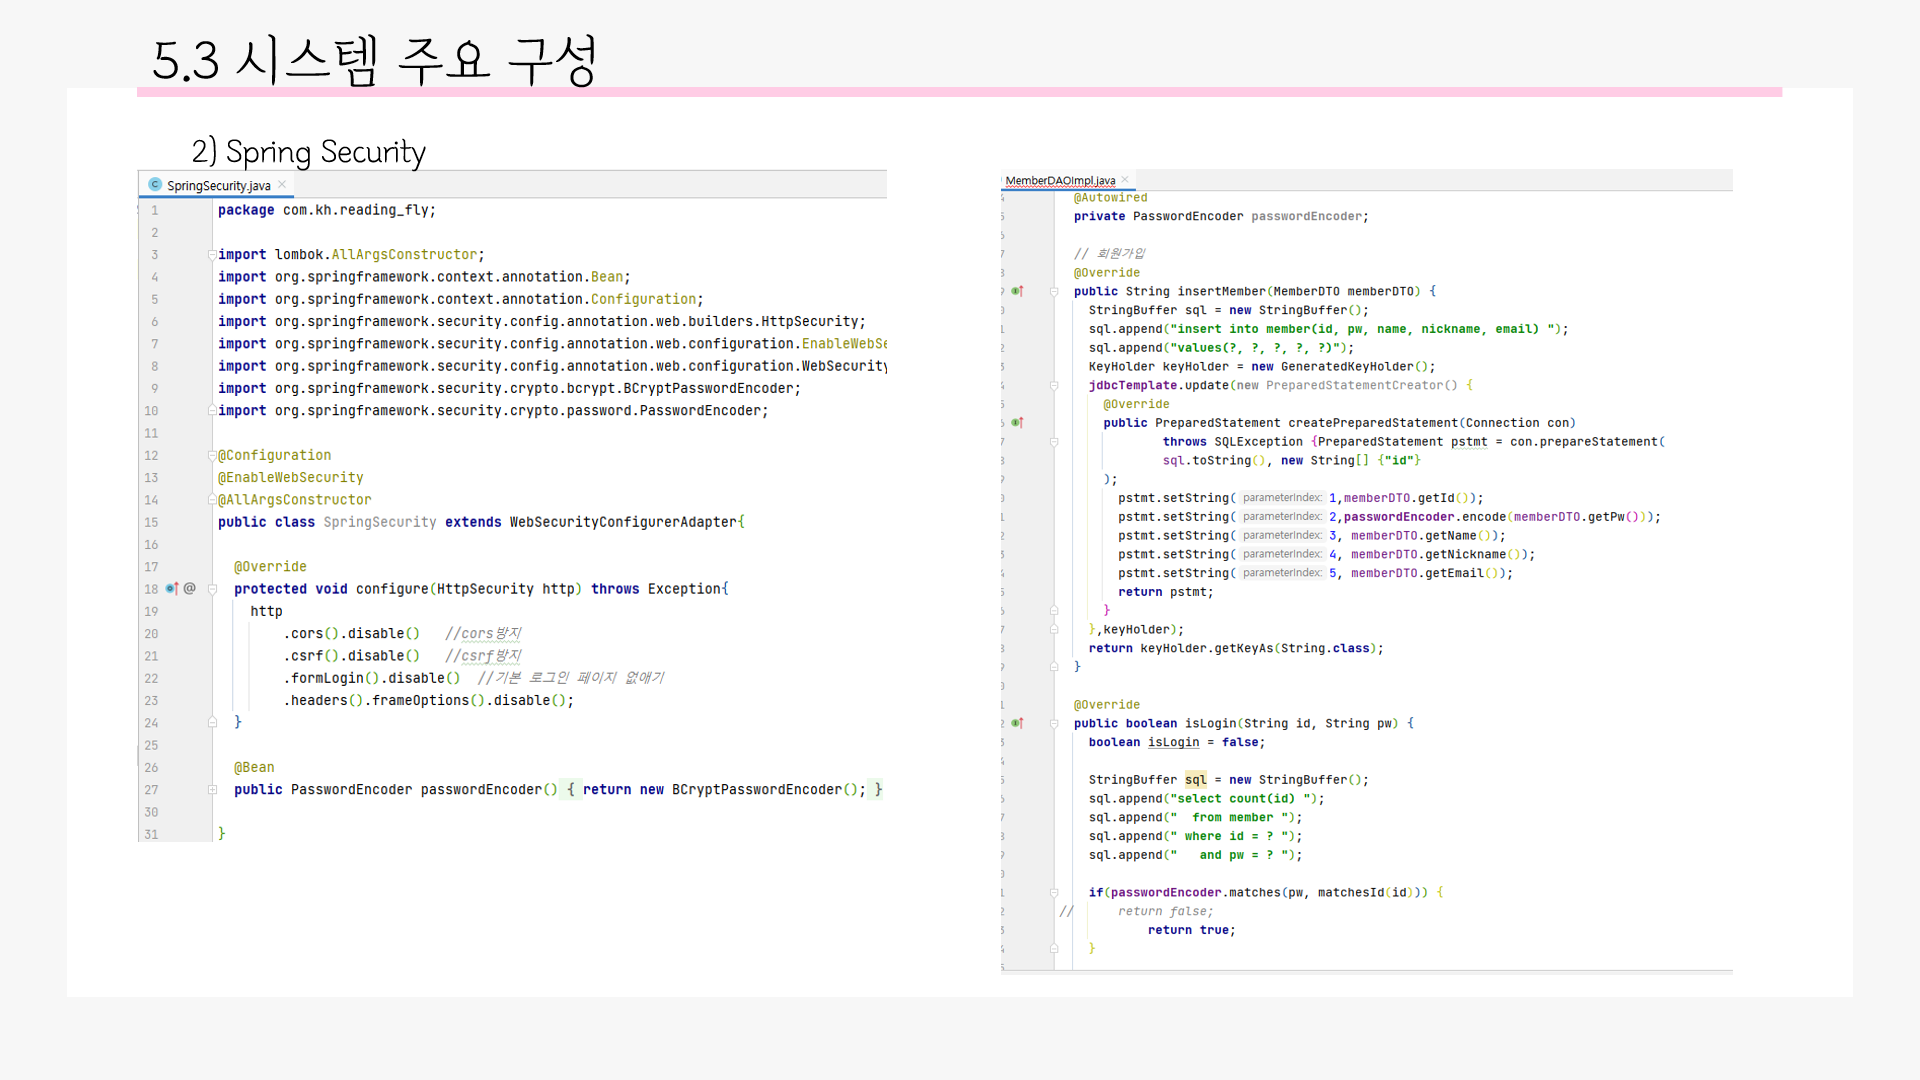 5.3 시스템 주요 구성
2) Spring Security
SpringSecurity.java
1 package com.kh.reading_fly;
2
3 import lombok.AllArgsConstructor;
4 import org.springframework.context.annotation.Bean;
5 import org.springframework.context.annotation.Configuration;
6 import org.springframework.security.config.annotation.web.builders.HttpSecurity;
7 import org.springframework.security.config.annotation.web.configuration.EnableWebSe
8 import org.springframework.security.config.annotation.web.configuration.WebSecurity
9 import org.springframework.security.crypto.bcrypt.BCryptPasswordEncoder;
10 import org.springframework.security.crypto.password.PasswordEncoder;
11
12 @Configuration
13 @EnableWebSecurity
14 @AllArgsConstructor
15 public class SpringSecurity extends WebSecurityConfigurerAdapter{
16
17 @Override
18 @ protected void configure(HttpSecurity http) throws Exception{
19 http
20 .cors().disable() //cors방지
21 .csrf().disable() //csrf방지
22 .formLogin().disable() //기본 로그인 페이지 없애기
23 .headers().frameOptions().disable();
24 }
25
26 @Bean
27 public PasswordEncoder passwordEncoder() { return new BCryptPasswordEncoder(); }
30
31 }
MemberDAOImpl.java
@Autowired
private PasswordEncoder passwordEncoder;
// 회원가입
@Override
public String insertMember(MemberDTO memberDTO) {
StringBuffer sql = new StringBuffer();
sql.append("insert into member(id, pw, name, nickname, email) ");
sql.append("values(?, ?, ?, ?, ?)");
KeyHolder keyHolder = new GeneratedKeyHolder();
jdbcTemplate.update(new PreparedStatementCreator() {
@Override
public PreparedStatement createPreparedStatement(Connection con)
throws SQLException {PreparedStatement pstmt = con.prepareStatement(
sql.toString(), new String[] {"id"}
);
pstmt.setString( parameterIndex: 1,memberDTO.getId());
pstmt.setString( parameterIndex: 2,passwordEncoder.encode(memberDTO.getPw()));
pstmt.setString( parameterIndex: 3, memberDTO.getName());
pstmt.setString( parameterIndex: 4, memberDTO.getNickname());
pstmt.setString( parameterIndex: 5, memberDTO.getEmail());
return pstmt;
}
},keyHolder);
return keyHolder.getKeyAs(String.class);
}
@Override
public boolean isLogin(String id, String pw) {
boolean isLogin = false;
StringBuffer sql = new StringBuffer();
sql.append("select count(id) ");
sql.append("  from member ");
sql.append(" where id = ? ");
sql.append("   and pw = ? ");
if(passwordEncoder.matches(pw, matchesId(id))) {
// return false;
return true;
}